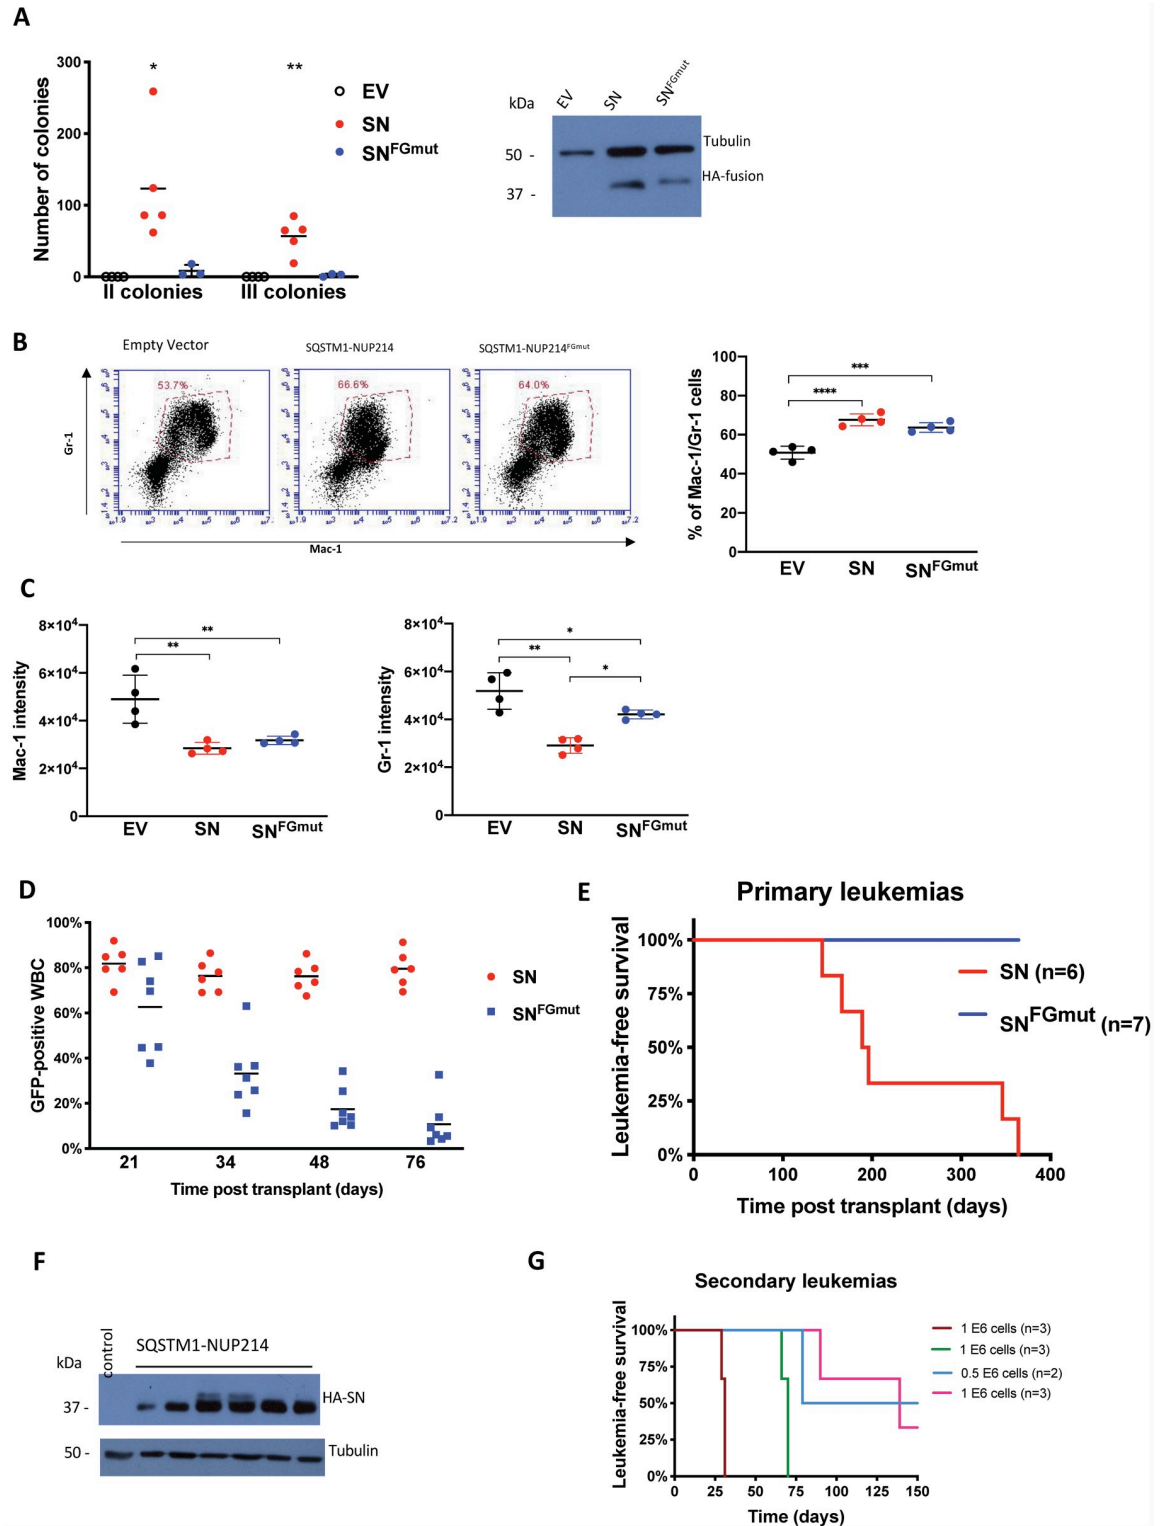 A
300
200
100
0
Number of colonies
* **
EV
SN
SN^FGmut
II colonies III colonies
kDa EV SN SN^FGmut
50 -
37 -
Tubulin
HA-fusion
B
Empty Vector SQSTM1-NUP214 SQSTM1-NUP214^FGmut
53.7% 66.6% 64.0%
Gr-1
Mac-1
% of Mac-1/Gr-1 cells
100
80
60
40
20
0
***
****
EV SN SN^FGmut
C
Mac-1 intensity
8×10^4
6×10^4
4×10^4
2×10^4
0
**
**
EV SN SN^FGmut
Gr-1 intensity
8×10^4
6×10^4
4×10^4
2×10^4
0
*
**
*
EV SN SN^FGmut
D
GFP-positive WBC
100%
80%
60%
40%
20%
0%
21 34 48 76
Time post transplant (days)
SN
SN^FGmut
E
Primary leukemias
Leukemia-free survival
100%
75%
50%
25%
0%
0 100 200 300 400
Time post transplant (days)
SN (n=6)
SN^FGmut (n=7)
F
kDa control SQSTM1-NUP214
37 -
HA-SN
50 -
Tubulin
G
Secondary leukemias
Leukemia-free survival
100%
75%
50%
25%
0%
0 25 50 75 100 125 150
Time (days)
1 E6 cells (n=3)
1 E6 cells (n=3)
0.5 E6 cells (n=2)
1 E6 cells (n=3)